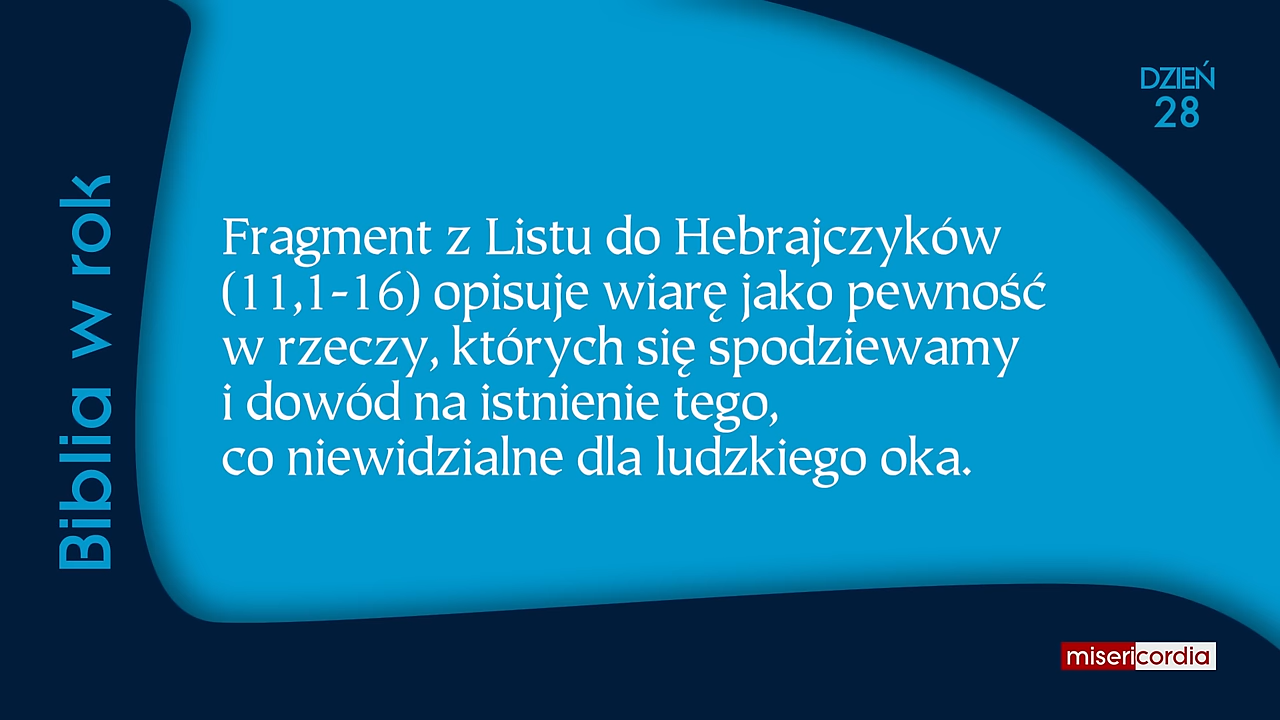 Biblia w rok
DZIEŃ
28
Fragment z Listu do Hebrajczyków
(11,1-16) opisuje wiarę jako pewność
w rzeczy, których się spodziewamy
i dowód na istnienie tego,
co niewidzialne dla ludzkiego oka.
misericordia